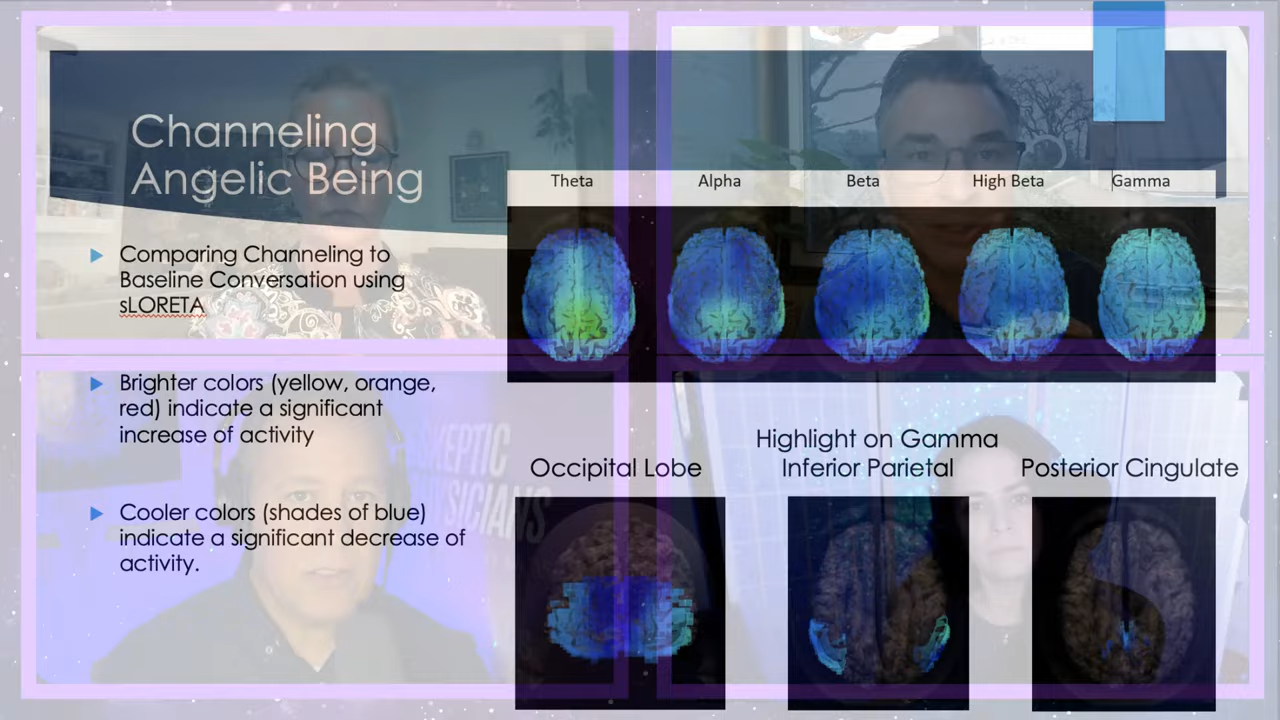 Channeling
Angelic Being
Comparing Channeling to
Baseline Conversation using
sLORETA
Brighter colors (yellow, orange,
red) indicate a significant
increase of activity
Cooler colors (shades of blue)
indicate a significant decrease of
activity.
Theta Alpha Beta High Beta Gamma
Highlight on Gamma
Occipital Lobe Inferior Parietal Posterior Cingulate